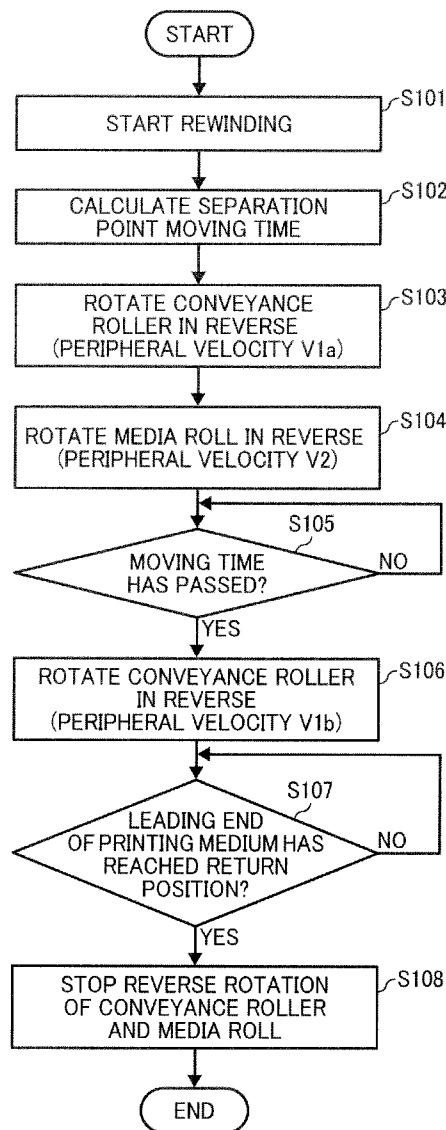 START
S101
START REWINDING
S102
CALCULATE SEPARATION
POINT MOVING TIME
S103
ROTATE CONVEYANCE
ROLLER IN REVERSE
(PERIPHERAL VELOCITY V1a)
S104
ROTATE MEDIA ROLL IN REVERSE
(PERIPHERAL VELOCITY V2)
S105
MOVING TIME
HAS PASSED?
NO
YES
S106
ROTATE CONVEYANCE ROLLER
IN REVERSE
(PERIPHERAL VELOCITY V1b)
S107
LEADING END
OF PRINTING MEDIUM HAS
REACHED RETURN
POSITION?
NO
YES
S108
STOP REVERSE ROTATION
OF CONVEYANCE ROLLER
AND MEDIA ROLL
END